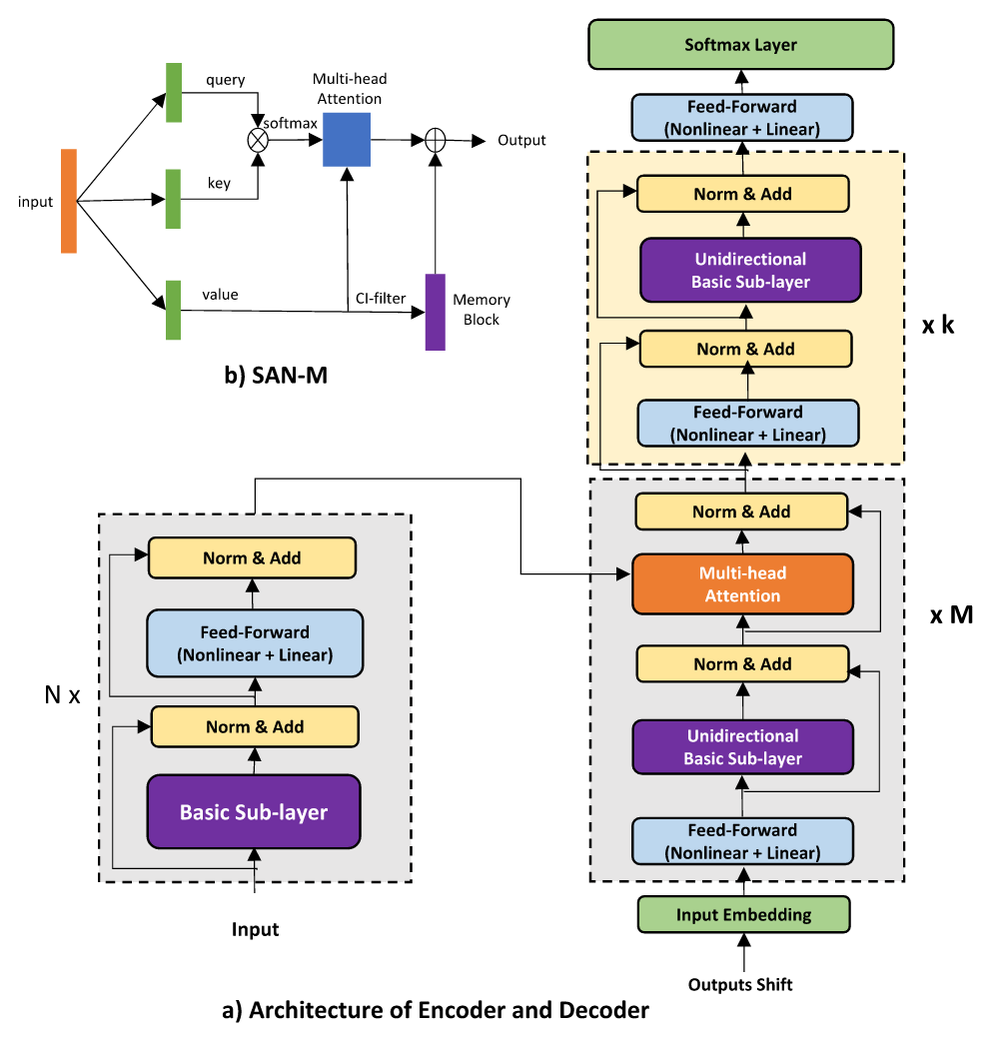 query
Multi-head
Attention
softmax
Output
input
key
value
CI-filter
Memory
Block
b) SAN-M
Softmax Layer
Feed-Forward
(Nonlinear + Linear)
Norm & Add
Unidirectional
Basic Sub-layer
x k
Norm & Add
Feed-Forward
(Nonlinear + Linear)
Norm & Add
Multi-head
Attention
x M
Norm & Add
Unidirectional
Basic Sub-layer
Feed-Forward
(Nonlinear + Linear)
Input Embedding
Outputs Shift
Norm & Add
Feed-Forward
(Nonlinear + Linear)
N x
Norm & Add
Basic Sub-layer
Input
a) Architecture of Encoder and Decoder